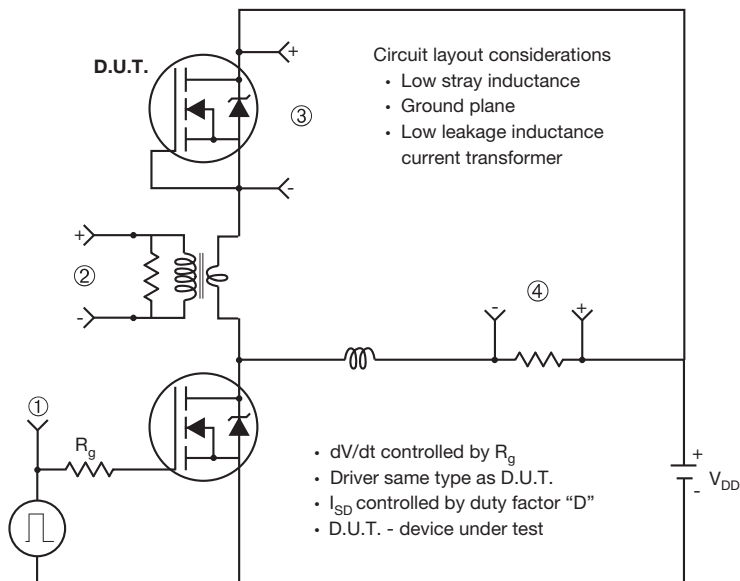 D.U.T.
+
Circuit layout considerations
• Low stray inductance
• Ground plane
• Low leakage inductance
current transformer
③
-
+
②
-
④
-
+
①
Rg
• dV/dt controlled by Rg
• Driver same type as D.U.T.
• ISD controlled by duty factor “D”
• D.U.T. - device under test
+
VDD
-